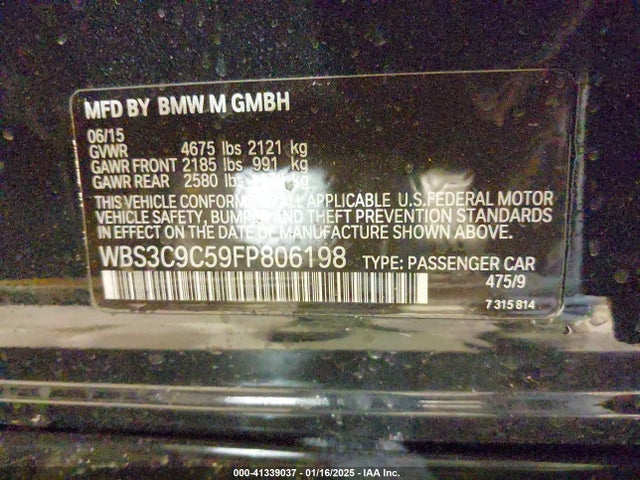 MFD BY BMW M GMBH
06/15
GVWR 4675 lbs 2121 kg
GAWR FRONT 2185 lbs 991 kg
GAWR REAR 2580 lbs kg
THIS VEHICLE CONFORMS TO ALL APPLICABLE U.S. FEDERAL MOTOR
VEHICLE SAFETY, BUMPER, AND THEFT PREVENTION STANDARDS
IN EFFECT ON THE DATE OF MANUFACTURE SHOWN ABOVE.
WBS3C9C59FP806198 TYPE: PASSENGER CAR
475/9
7 315 814
000-41339037 - 01/16/2025 - IAA Inc.